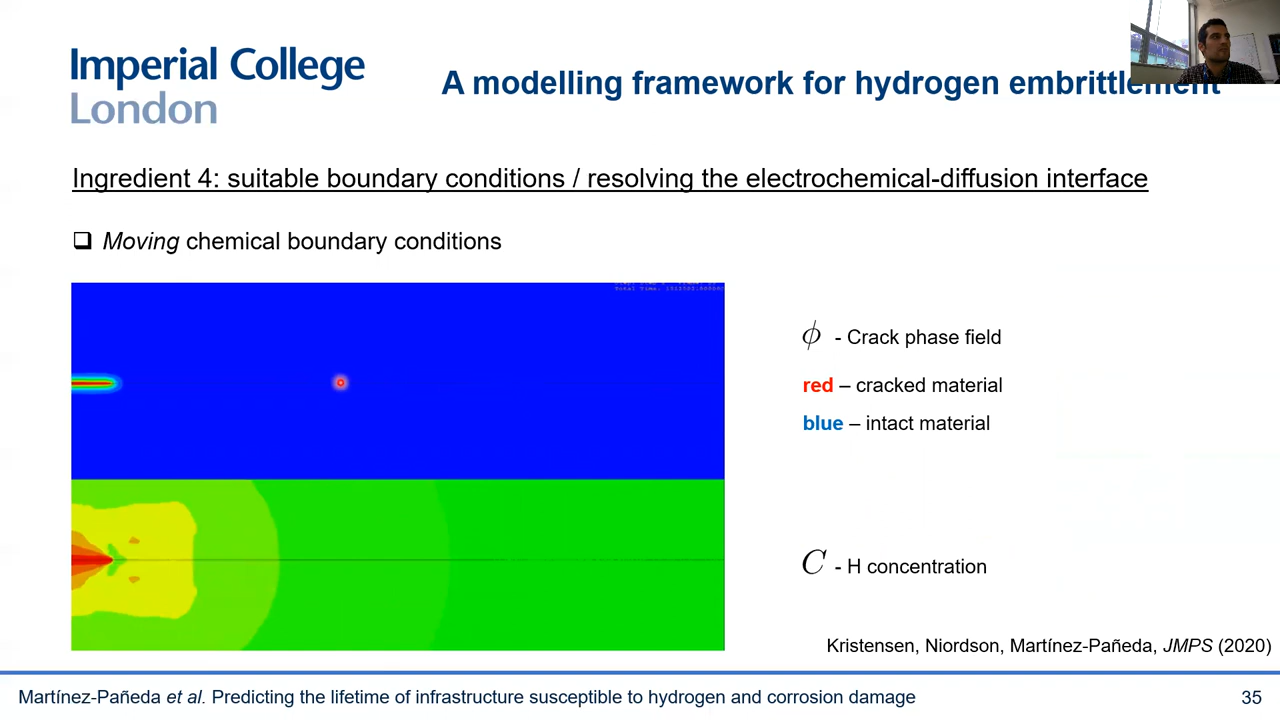 Imperial College
London
A modelling framework for hydrogen embrittlement
Ingredient 4: suitable boundary conditions / resolving the electrochemical-diffusion interface
❑ Moving chemical boundary conditions
ϕ - Crack phase field
red – cracked material
blue – intact material
C - H concentration
Kristensen, Niordson, Martínez-Pañeda, JMPS (2020)
Martínez-Pañeda et al. Predicting the lifetime of infrastructure susceptible to hydrogen and corrosion damage
35